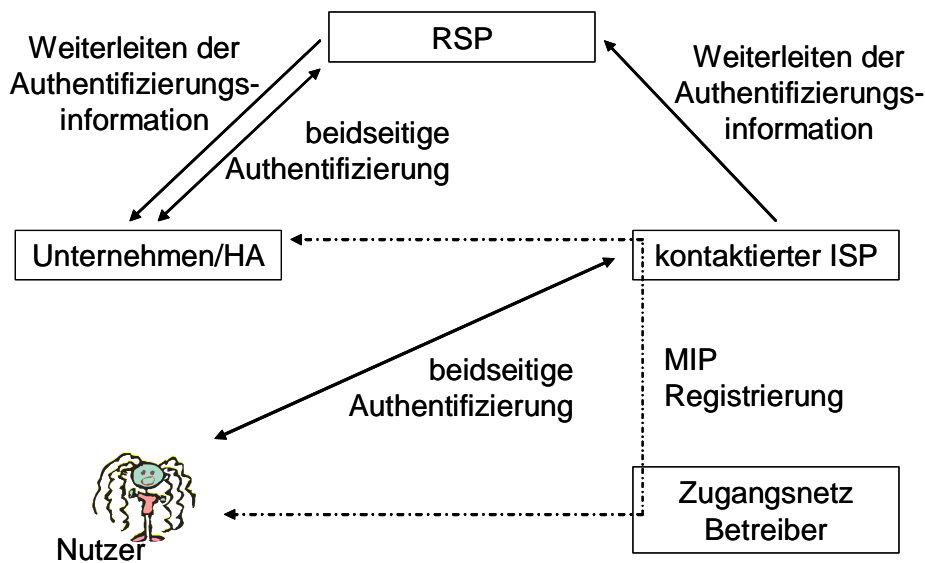 RSP
Weiterleiten der
Authentifizierungs-
information
Weiterleiten der
Authentifizierungs-
information
beidseitige
Authentifizierung
Unternehmen/HA
kontaktierter ISP
beidseitige
Authentifizierung
MIP
Registrierung
Zugangsnetz
Betreiber
Nutzer